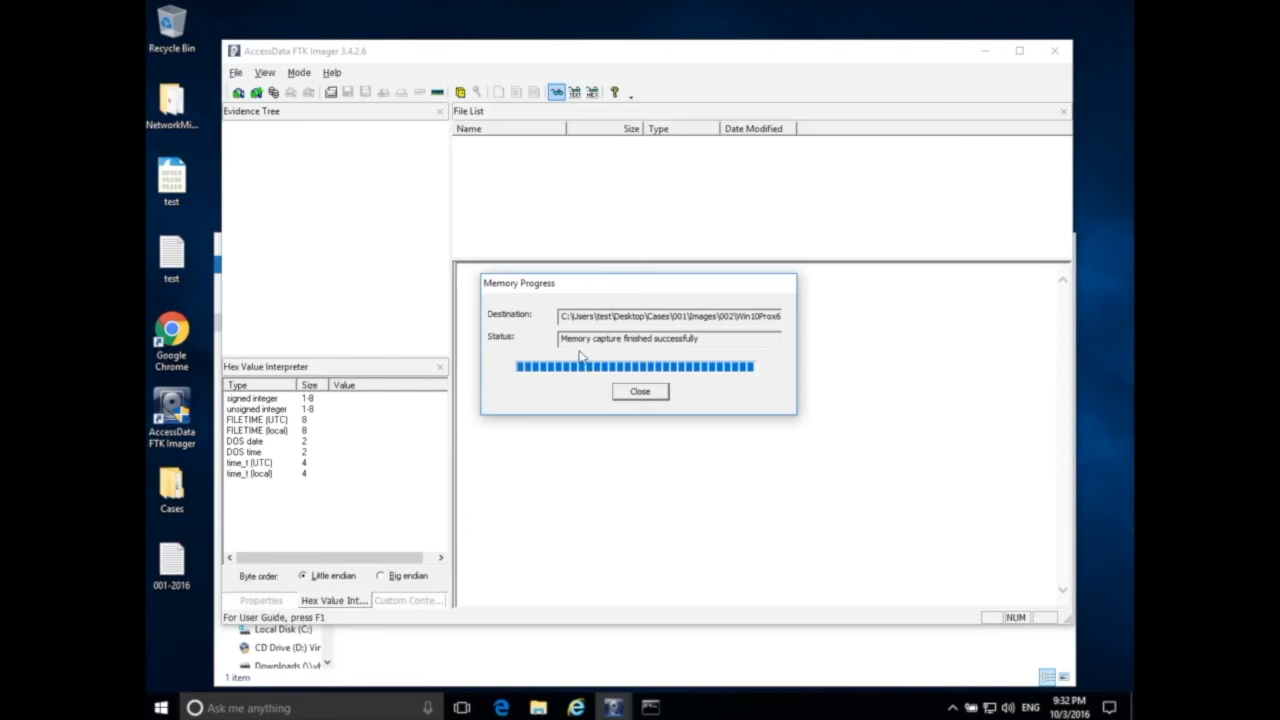 Recycle Bin
NetworkMi...
test
test
Google
Chrome
AccessData
FTK Imager
Cases
001-2016
AccessData FTK Imager 3.4.2.6
File View Mode Help
Evidence Tree
File List
Name Size Type Date Modified
Memory Progress
Destination: C:\Users\test\Desktop\Cases\001\Images\002\Win10Prox6
Status: Memory capture finished successfully
Close
Hex Value Interpreter
Type Size Value
signed integer 1-8
unsigned integer 1-8
FILETIME (UTC) 8
FILETIME (local) 8
DOS date 2
DOS time 2
time_t (UTC) 4
time_t (local) 4
Byte order: Little endian Big endian
Properties Hex Value Int... Custom Conte...
For User Guide, press F1
NUM
Local Disk (C:)
CD Drive (D:) Vir
Downloads (\\vb
1 item
Ask me anything
ENG
9:32 PM
10/3/2016